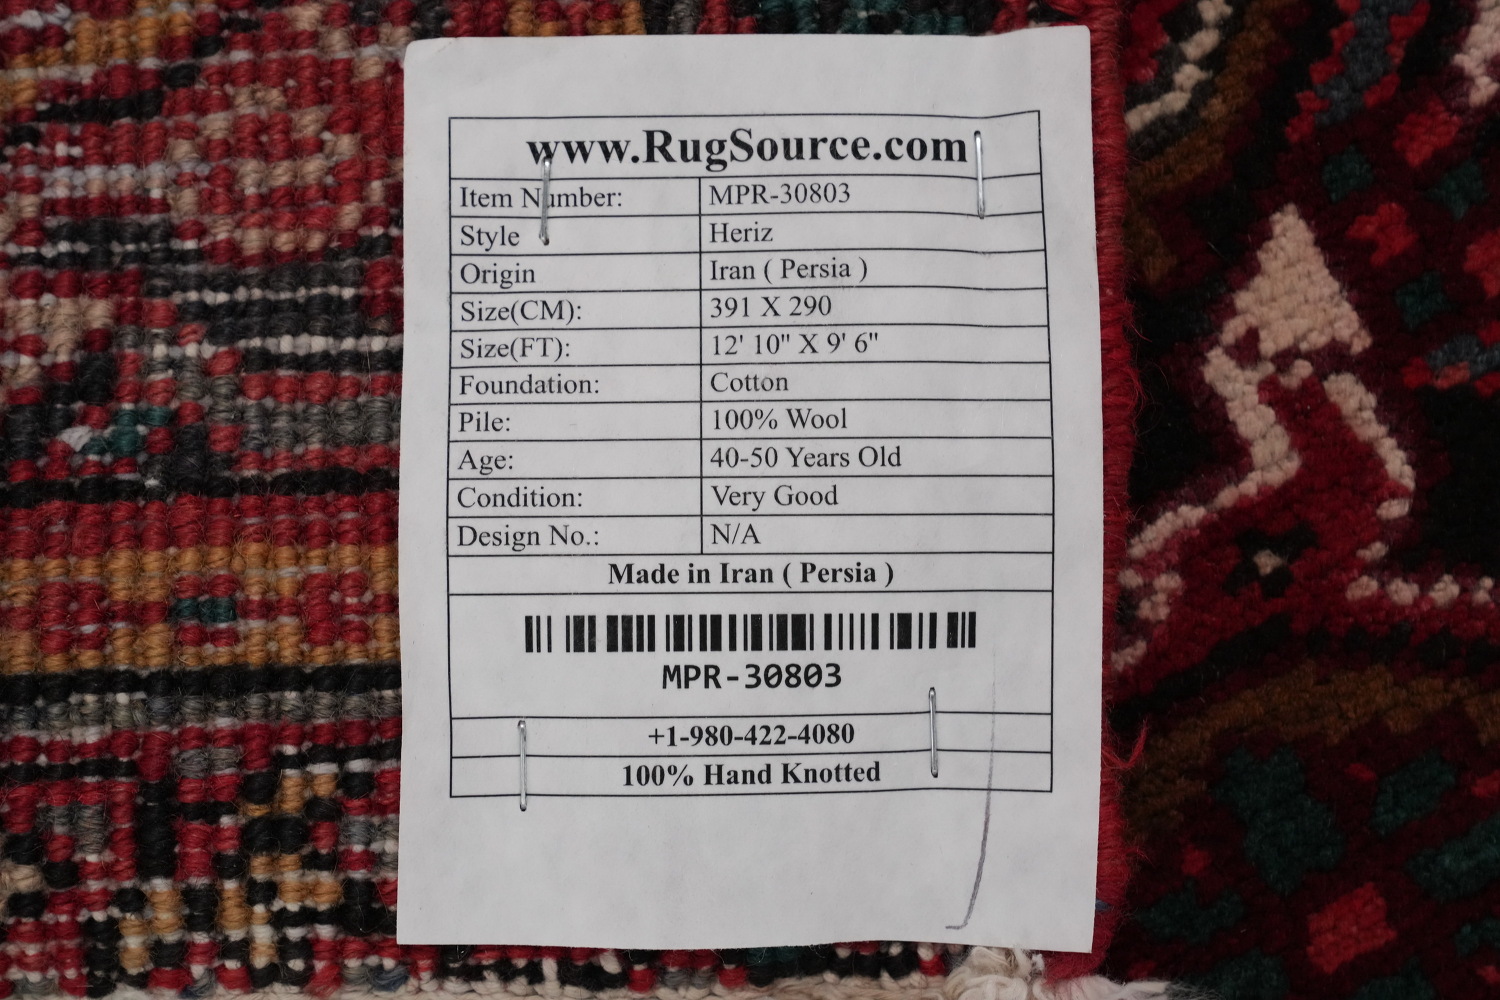 www.RugSource.com
Item Number: MPR-30803
Style Heriz
Origin Iran ( Persia )
Size(CM): 391 X 290
Size(FT): 12' 10" X 9' 6"
Foundation: Cotton
Pile: 100% Wool
Age: 40-50 Years Old
Condition: Very Good
Design No.: N/A
Made in Iran ( Persia )
MPR-30803
+1-980-422-4080
100% Hand Knotted